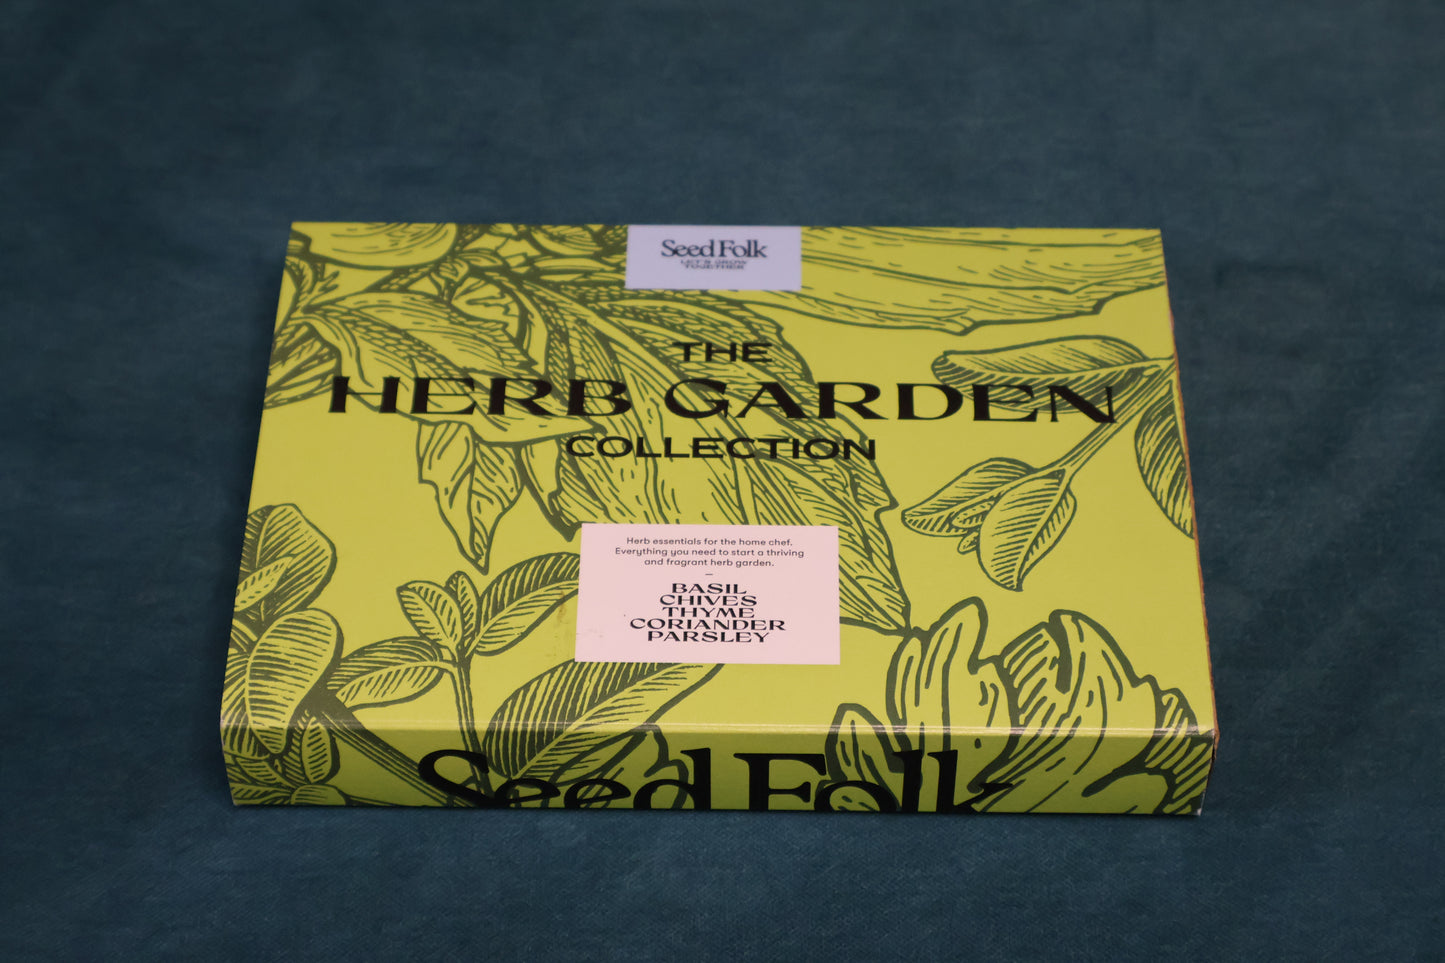 Seed Folk
LET'S GROW
TOGETHER
THE
HERB GARDEN
COLLECTION
Herb essentials for the home chef.
Everything you need to start a thriving
and fragrant herb garden.
–
BASIL
CHIVES
THYME
CORIANDER
PARSLEY
Seed Folk